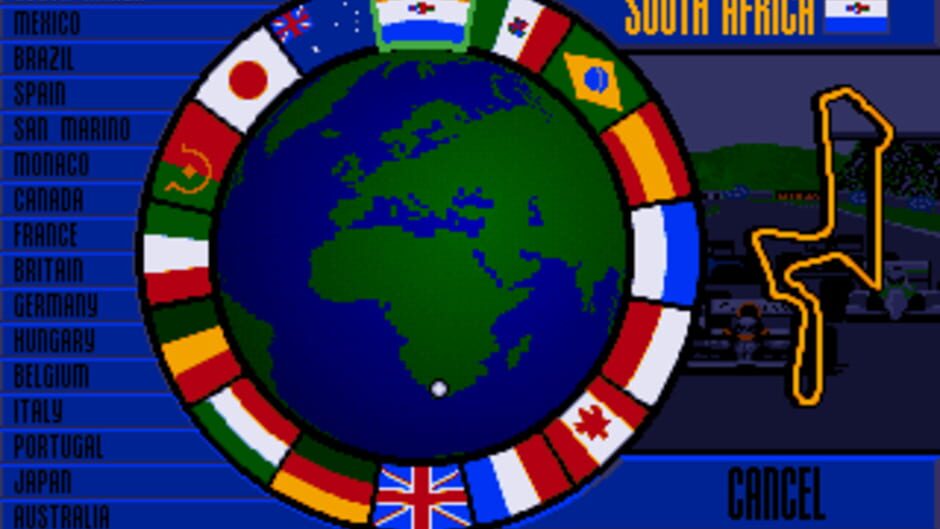 MEXICO
BRAZIL
SPAIN
SAN MARINO
MONACO
CANADA
FRANCE
BRITAIN
GERMANY
HUNGARY
BELGIUM
ITALY
PORTUGAL
JAPAN
AUSTRALIA
SOUTH AFRICA
CANCEL